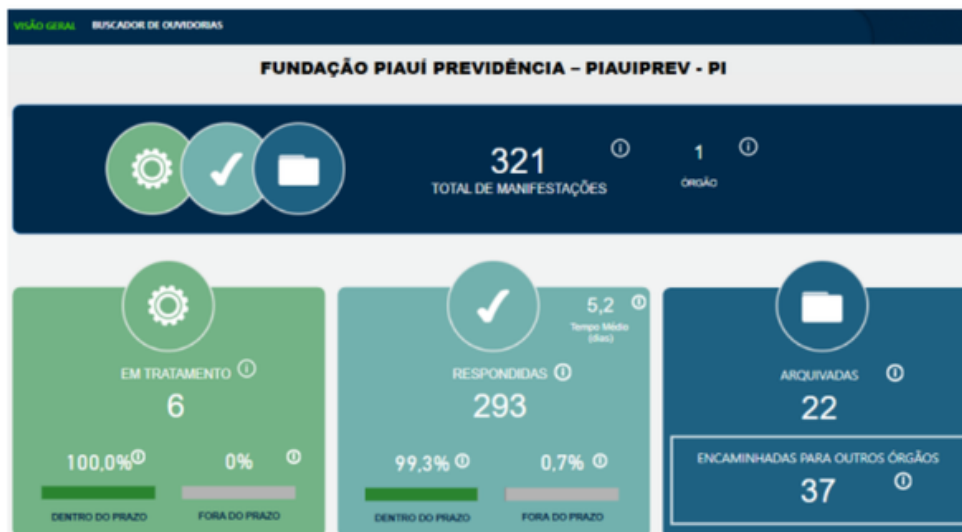 VISÃO GERAL BUSCADOR DE OUVIDORIAS
FUNDAÇÃO PIAUÍ PREVIDÊNCIA – PIAUIPREV - PI
321
TOTAL DE MANIFESTAÇÕES
1
ÓRGÃO
EM TRATAMENTO
6
100,0% 0%
DENTRO DO PRAZO FORA DO PRAZO
5,2
Tempo Médio
(dias)
RESPONDIDAS
293
99,3% 0,7%
DENTRO DO PRAZO FORA DO PRAZO
ARQUIVADAS
22
ENCAMINHADAS PARA OUTROS ÓRGÃOS
37